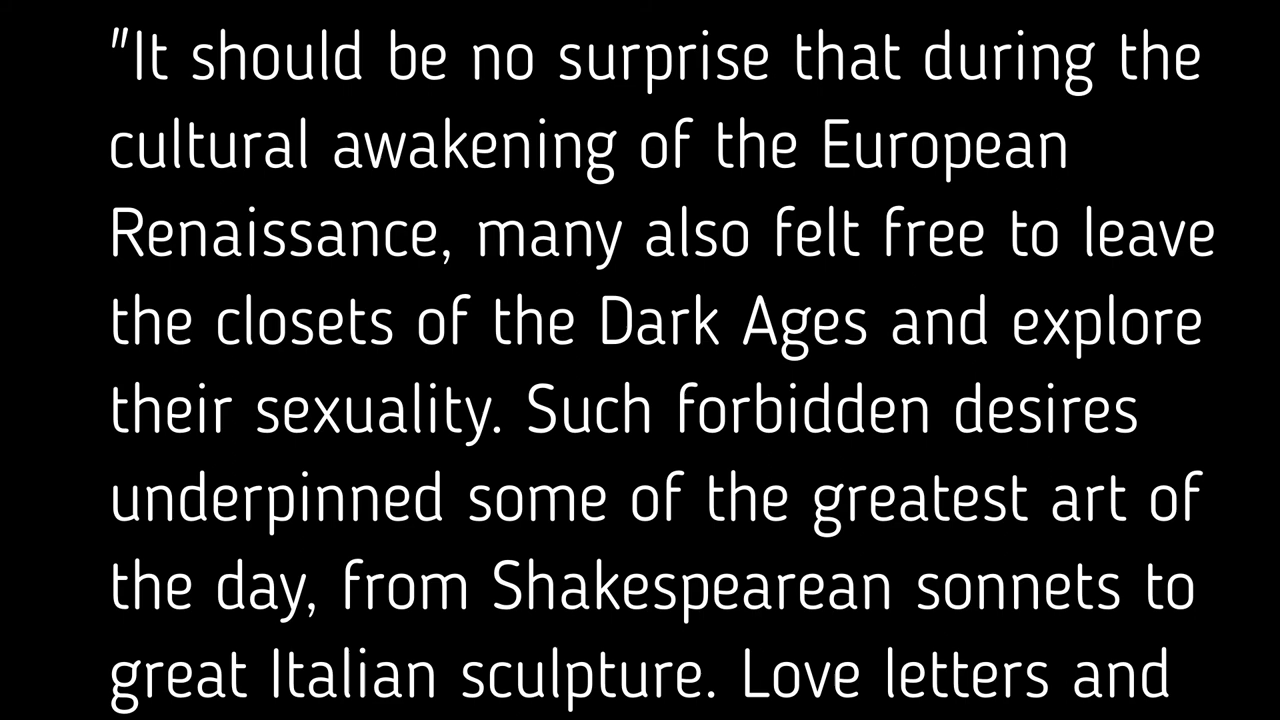 "It should be no surprise that during the
cultural awakening of the European
Renaissance, many also felt free to leave
the closets of the Dark Ages and explore
their sexuality. Such forbidden desires
underpinned some of the greatest art of
the day, from Shakespearean sonnets to
great Italian sculpture. Love letters and